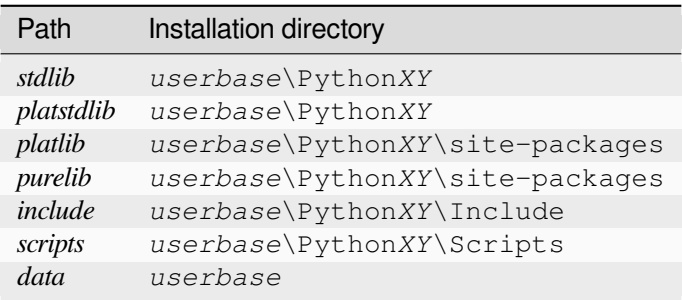 Path Installation directory
stdlib userbase\PythonXY
platstdlib userbase\PythonXY
platlib userbase\PythonXY\site-packages
purelib userbase\PythonXY\site-packages
include userbase\PythonXY\Include
scripts userbase\PythonXY\Scripts
data userbase